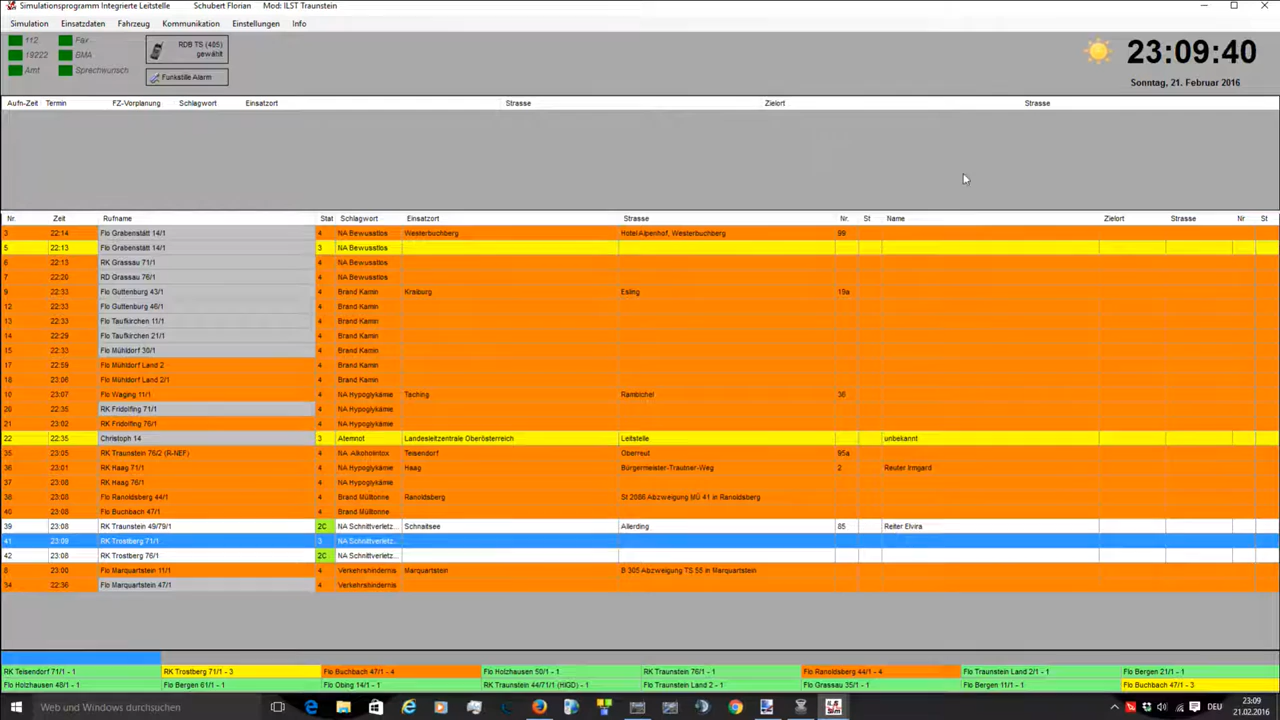 Simulationsprogramm Integrierte Leitstelle Schubert Florian Mod: ILST Traunstein
Simulation Einsatzdaten Fahrzeug Kommunikation Einstellungen Info
112 Fax
19222 BMA
Amt Sprechwunsch
RDB TS (405)
gewählt
Funkstille Alarm
23:09:40
Sonntag, 21. Februar 2016
Aufn-Zeit Termin FZ-Vorplanung Schlagwort Einsatzort Strasse Zielort Strasse
Nr. Zeit Rufname Stat Schlagwort Einsatzort Strasse Nr. St Name Zielort Strasse Nr St
3 22:14 Flo Grabenstätt 14/1 4 NA Bewusstlos Westerbuchberg Hotel Alpenhof, Westerbuchberg 99
5 22:13 Flo Grabenstätt 14/1 3 NA Bewusstlos
6 22:13 RK Grassau 71/1 4 NA Bewusstlos
7 22:20 RD Grassau 76/1 4 NA Bewusstlos
9 22:33 Flo Guttenburg 43/1 4 Brand Kamin Kraiburg Esling 19a
12 22:33 Flo Guttenburg 46/1 4 Brand Kamin
13 22:33 Flo Taufkirchen 11/1 4 Brand Kamin
14 22:29 Flo Taufkirchen 21/1 4 Brand Kamin
15 22:33 Flo Mühldorf 30/1 4 Brand Kamin
17 22:59 Flo Mühldorf Land 2 4 Brand Kamin
18 23:06 Flo Mühldorf Land 2/1 4 Brand Kamin
10 23:07 Flo Waging 11/1 4 NA Hypoglykämie Taching Rambichel 36
20 22:35 RK Fridolfing 71/1 4 NA Hypoglykämie
21 23:02 RK Fridolfing 76/1 4 NA Hypoglykämie
22 22:35 Christoph 14 3 Atemnot Landesleitzentrale Oberösterreich Leitstelle unbekannt
35 23:05 RK Traunstein 76/2 (R-NEF) 4 NA Alkoholintox Teisendorf Oberreut 95a
36 23:01 RK Haag 71/1 4 NA Hypoglykämie Haag Bürgermeister-Trautner-Weg 2 Reuter Irmgard
37 23:08 RK Haag 76/1 4 NA Hypoglykämie
38 23:08 Flo Ranoldsberg 44/1 4 Brand Mülltonne Ranoldsberg St 2086 Abzweigung MÜ 41 in Ranoldsberg
40 23:08 Flo Buchbach 47/1 4 Brand Mülltonne
39 23:08 RK Traunstein 49/79/1 2C NA Schnittverletz... Schnaitsee Allerding 85 Reiter Elvira
41 23:09 RK Trostberg 71/1 3 NA Schnittverletz...
42 23:08 RK Trostberg 76/1 2C NA Schnittverletz...
8 23:00 Flo Marquartstein 11/1 4 Verkehrshindernis Marquartstein B 305 Abzweigung TS 55 in Marquartstein
34 22:36 Flo Marquartstein 47/1 4 Verkehrshindernis
RK Teisendorf 71/1 - 1 RK Trostberg 71/1 - 3 Flo Buchbach 47/1 - 4 Flo Holzhausen 50/1 - 1 RK Traunstein 76/1 - 1 Flo Ranoldsberg 44/1 - 4 Flo Traunstein Land 2/1 - 1 Flo Bergen 21/1 - 1
Flo Holzhausen 48/1 - 1 Flo Bergen 61/1 - 1 Flo Obing 14/1 - 1 RK Traunstein 44/71/1 (HIGD) - 1 Flo Traunstein Land 2 - 1 Flo Grassau 35/1 - 1 Flo Bergen 11/1 - 1 Flo Buchbach 47/1 - 3
Web und Windows durchsuchen DEU 23:09
21.02.2016